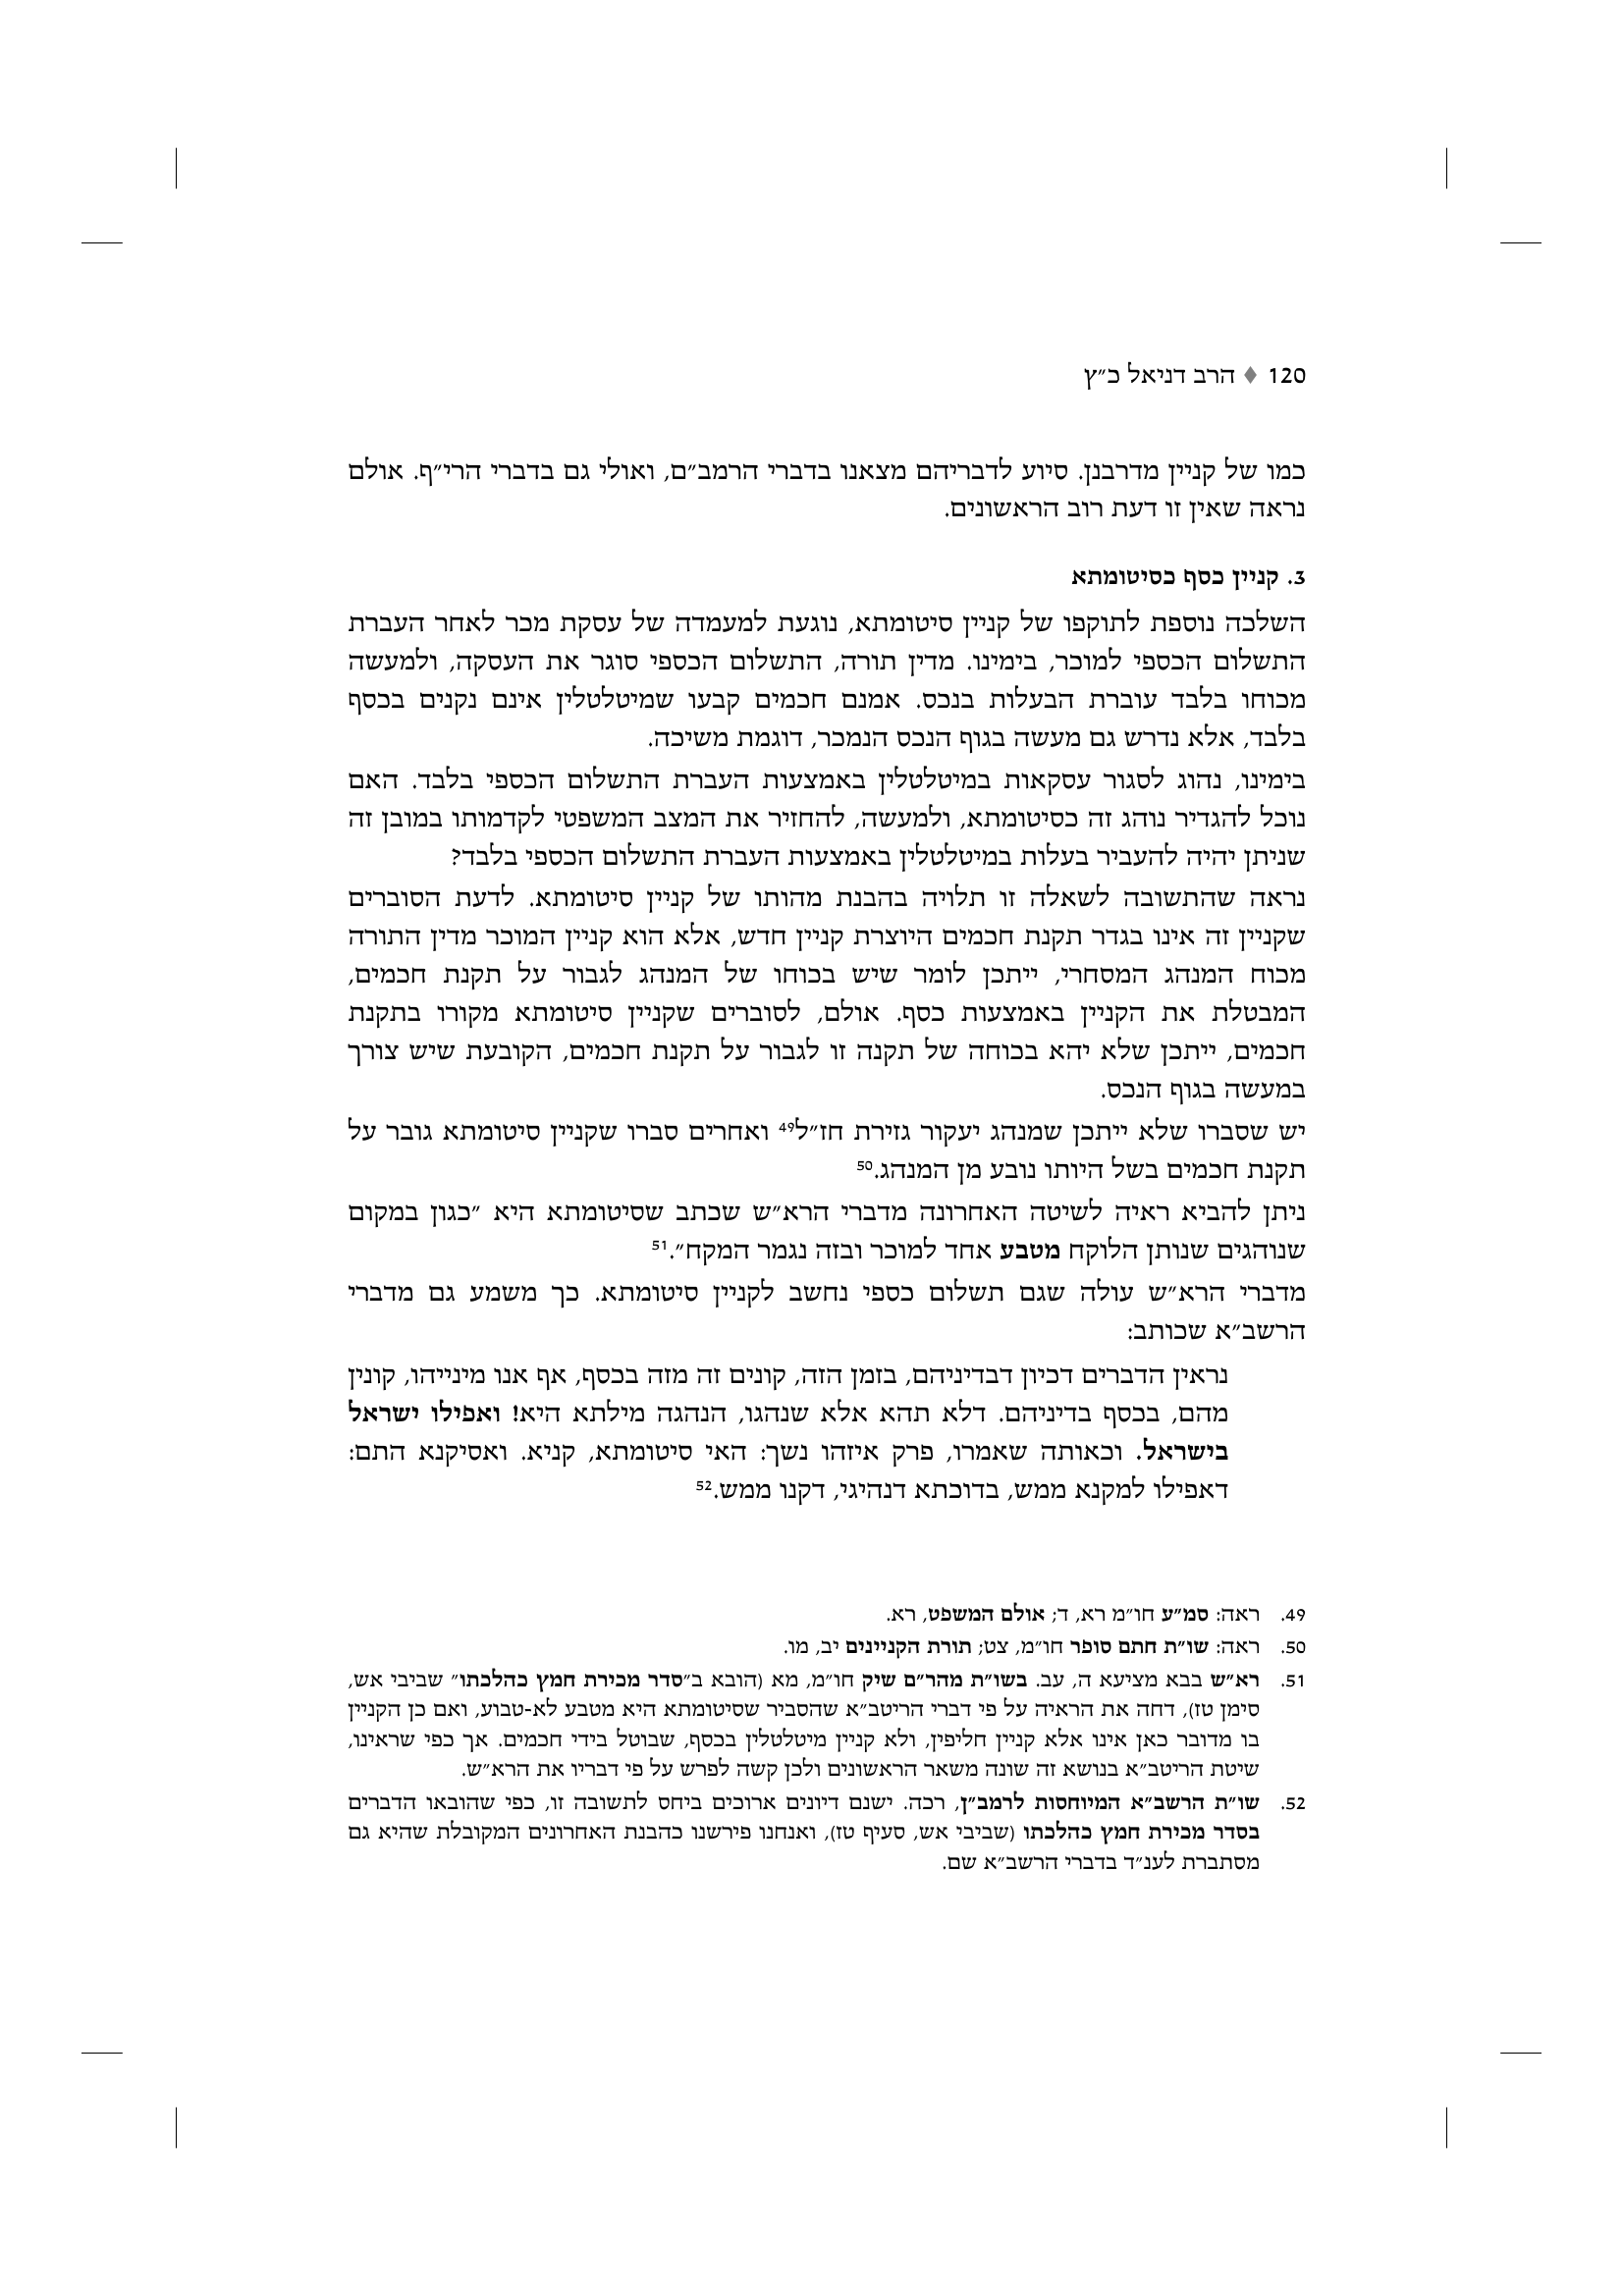 120 ♦ הרב דניאל כ״ץ
כמו של קניין מדרבנן. סיוע לדבריהם מצאנו בדברי הרמב״ם, ואולי גם בדברי הרי״ף. אולם
נראה שאין זו דעת רוב הראשונים.
3. קניין כסף כסיטומתא
השלכה נוספת לתוקפו של קניין סיטומתא, נוגעת למעמדה של עסקת מכר לאחר העברת
התשלום הכספי למוכר, בימינו. מדין תורה, התשלום הכספי סוגר את העסקה, ולמעשה
מכוחו בלבד עוברת הבעלות בנכס. אמנם חכמים קבעו שמיטלטלין אינם נקנים בכסף
בלבד, אלא נדרש גם מעשה בגוף הנכס הנמכר, דוגמת משיכה.
בימינו, נהוג לסגור עסקאות במיטלטלין באמצעות העברת התשלום הכספי בלבד. האם
נוכל להגדיר נוהג זה כסיטומתא, ולמעשה, להחזיר את המצב המשפטי לקדמותו במובן זה
שניתן יהיה להעביר בעלות במיטלטלין באמצעות העברת התשלום הכספי בלבד?
נראה שהתשובה לשאלה זו תלויה בהבנת מהותו של קניין סיטומתא. לדעת הסוברים
שקניין זה אינו בגדר תקנת חכמים היוצרת קניין חדש, אלא הוא קניין המוכר מדין התורה
מכוח המנהג המסחרי, ייתכן לומר שיש בכוחו של המנהג לגבור על תקנת חכמים,
המבטלת את הקניין באמצעות כסף. אולם, לסוברים שקניין סיטומתא מקורו בתקנת
חכמים, ייתכן שלא יהא בכוחה של תקנה זו לגבור על תקנת חכמים, הקובעת שיש צורך
במעשה בגוף הנכס.
יש שסברו שלא ייתכן שמנהג יעקור גזירת חז״ל49 ואחרים סברו שקניין סיטומתא גובר על
תקנת חכמים בשל היותו נובע מן המנהג.50
ניתן להביא ראיה לשיטה האחרונה מדברי הרא״ש שכתב שסיטומתא היא ״כגון במקום
שנוהגים שנותן הלוקח מטבע אחד למוכר ובזה נגמר המקח״.51
מדברי הרא״ש עולה שגם תשלום כספי נחשב לקניין סיטומתא. כך משמע גם מדברי
הרשב״א שכותב:
נראין הדברים דכיון דבדיניהם, בזמן הזה, קונים זה מזה בכסף, אף אנו מינייהו, קונין
מהם, בכסף בדיניהם. דלא תהא אלא שנהגו, הנהגה מילתא היא! ואפילו ישראל
בישראל. וכאותה שאמרו, פרק איזהו נשך: האי סיטומתא, קניא. ואסיקנא התם:
דאפילו למקנא ממש, בדוכתא דנהיגי, דקנו ממש.52
49. ראה: סמ״ע חו״מ רא, ד; אולם המשפט, רא.
50. ראה: שו״ת חתם סופר חו״מ, צט; תורת הקניינים יב, מו.
51. רא״ש בבא מציעא ה, עב. בשו״ת מהר״ם שיק חו״מ, מא (הובא ב״סדר מכירת חמץ כהלכתו״ שביבי אש,
סימן טז), דחה את הראיה על פי דברי הריטב״א שהסביר שסיטומתא היא מטבע לא-טבוע, ואם כן הקניין
בו מדובר כאן אינו אלא קניין חליפין, ולא קניין מיטלטלין בכסף, שבוטל בידי חכמים. אך כפי שראינו,
שיטת הריטב״א בנושא זה שונה משאר הראשונים ולכן קשה לפרש על פי דבריו את הרא״ש.
52. שו״ת הרשב״א המיוחסות לרמב״ן, רכה. ישנם דיונים ארוכים ביחס לתשובה זו, כפי שהובאו הדברים
בסדר מכירת חמץ כהלכתו (שביבי אש, סעיף טז), ואנחנו פירשנו כהבנת האחרונים המקובלת שהיא גם
מסתברת לענ״ד בדברי הרשב״א שם.